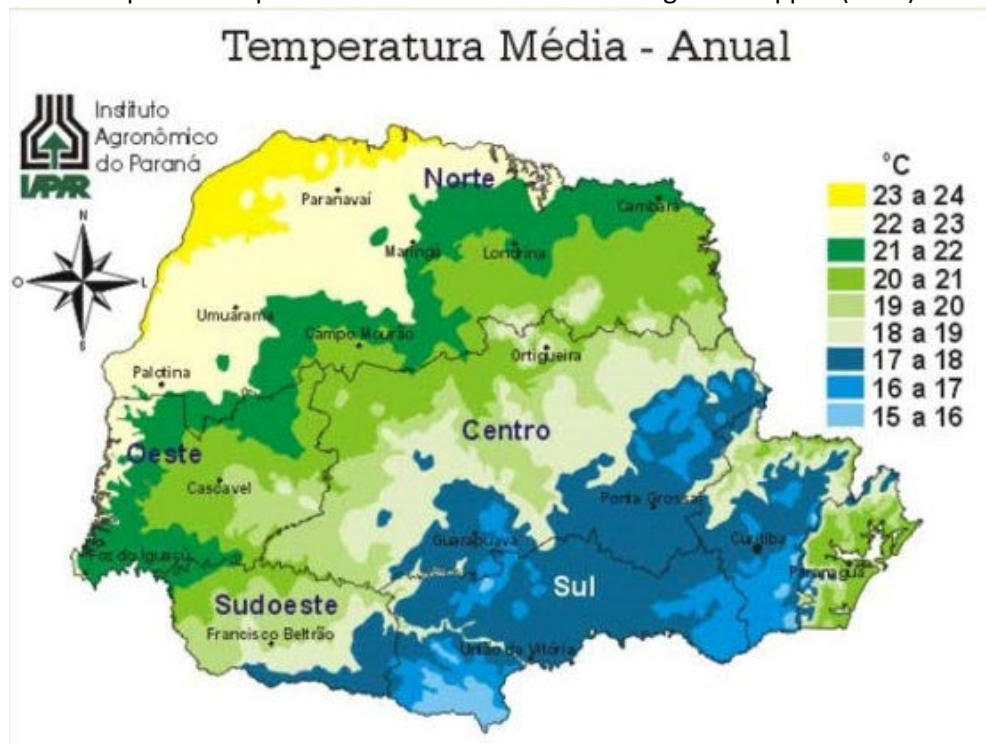 Temperatura Média - Anual
Instituto
Agronômico
do Paraná
IAPAR
N
O
L
S
°C
23 a 24
22 a 23
21 a 22
20 a 21
19 a 20
18 a 19
17 a 18
16 a 17
15 a 16
Norte
Paranavaí
Cambará
Maringá
Londrina
Umuarama
Campo Mourão
Ortigueira
Palotina
Centro
Oeste
Cascavel
Ponta Grossa
Guarapuava
Curitiba
Foz do Iguaçú
Paranaguá
Sul
Sudoeste
Francisco Beltrão
União da Vitória